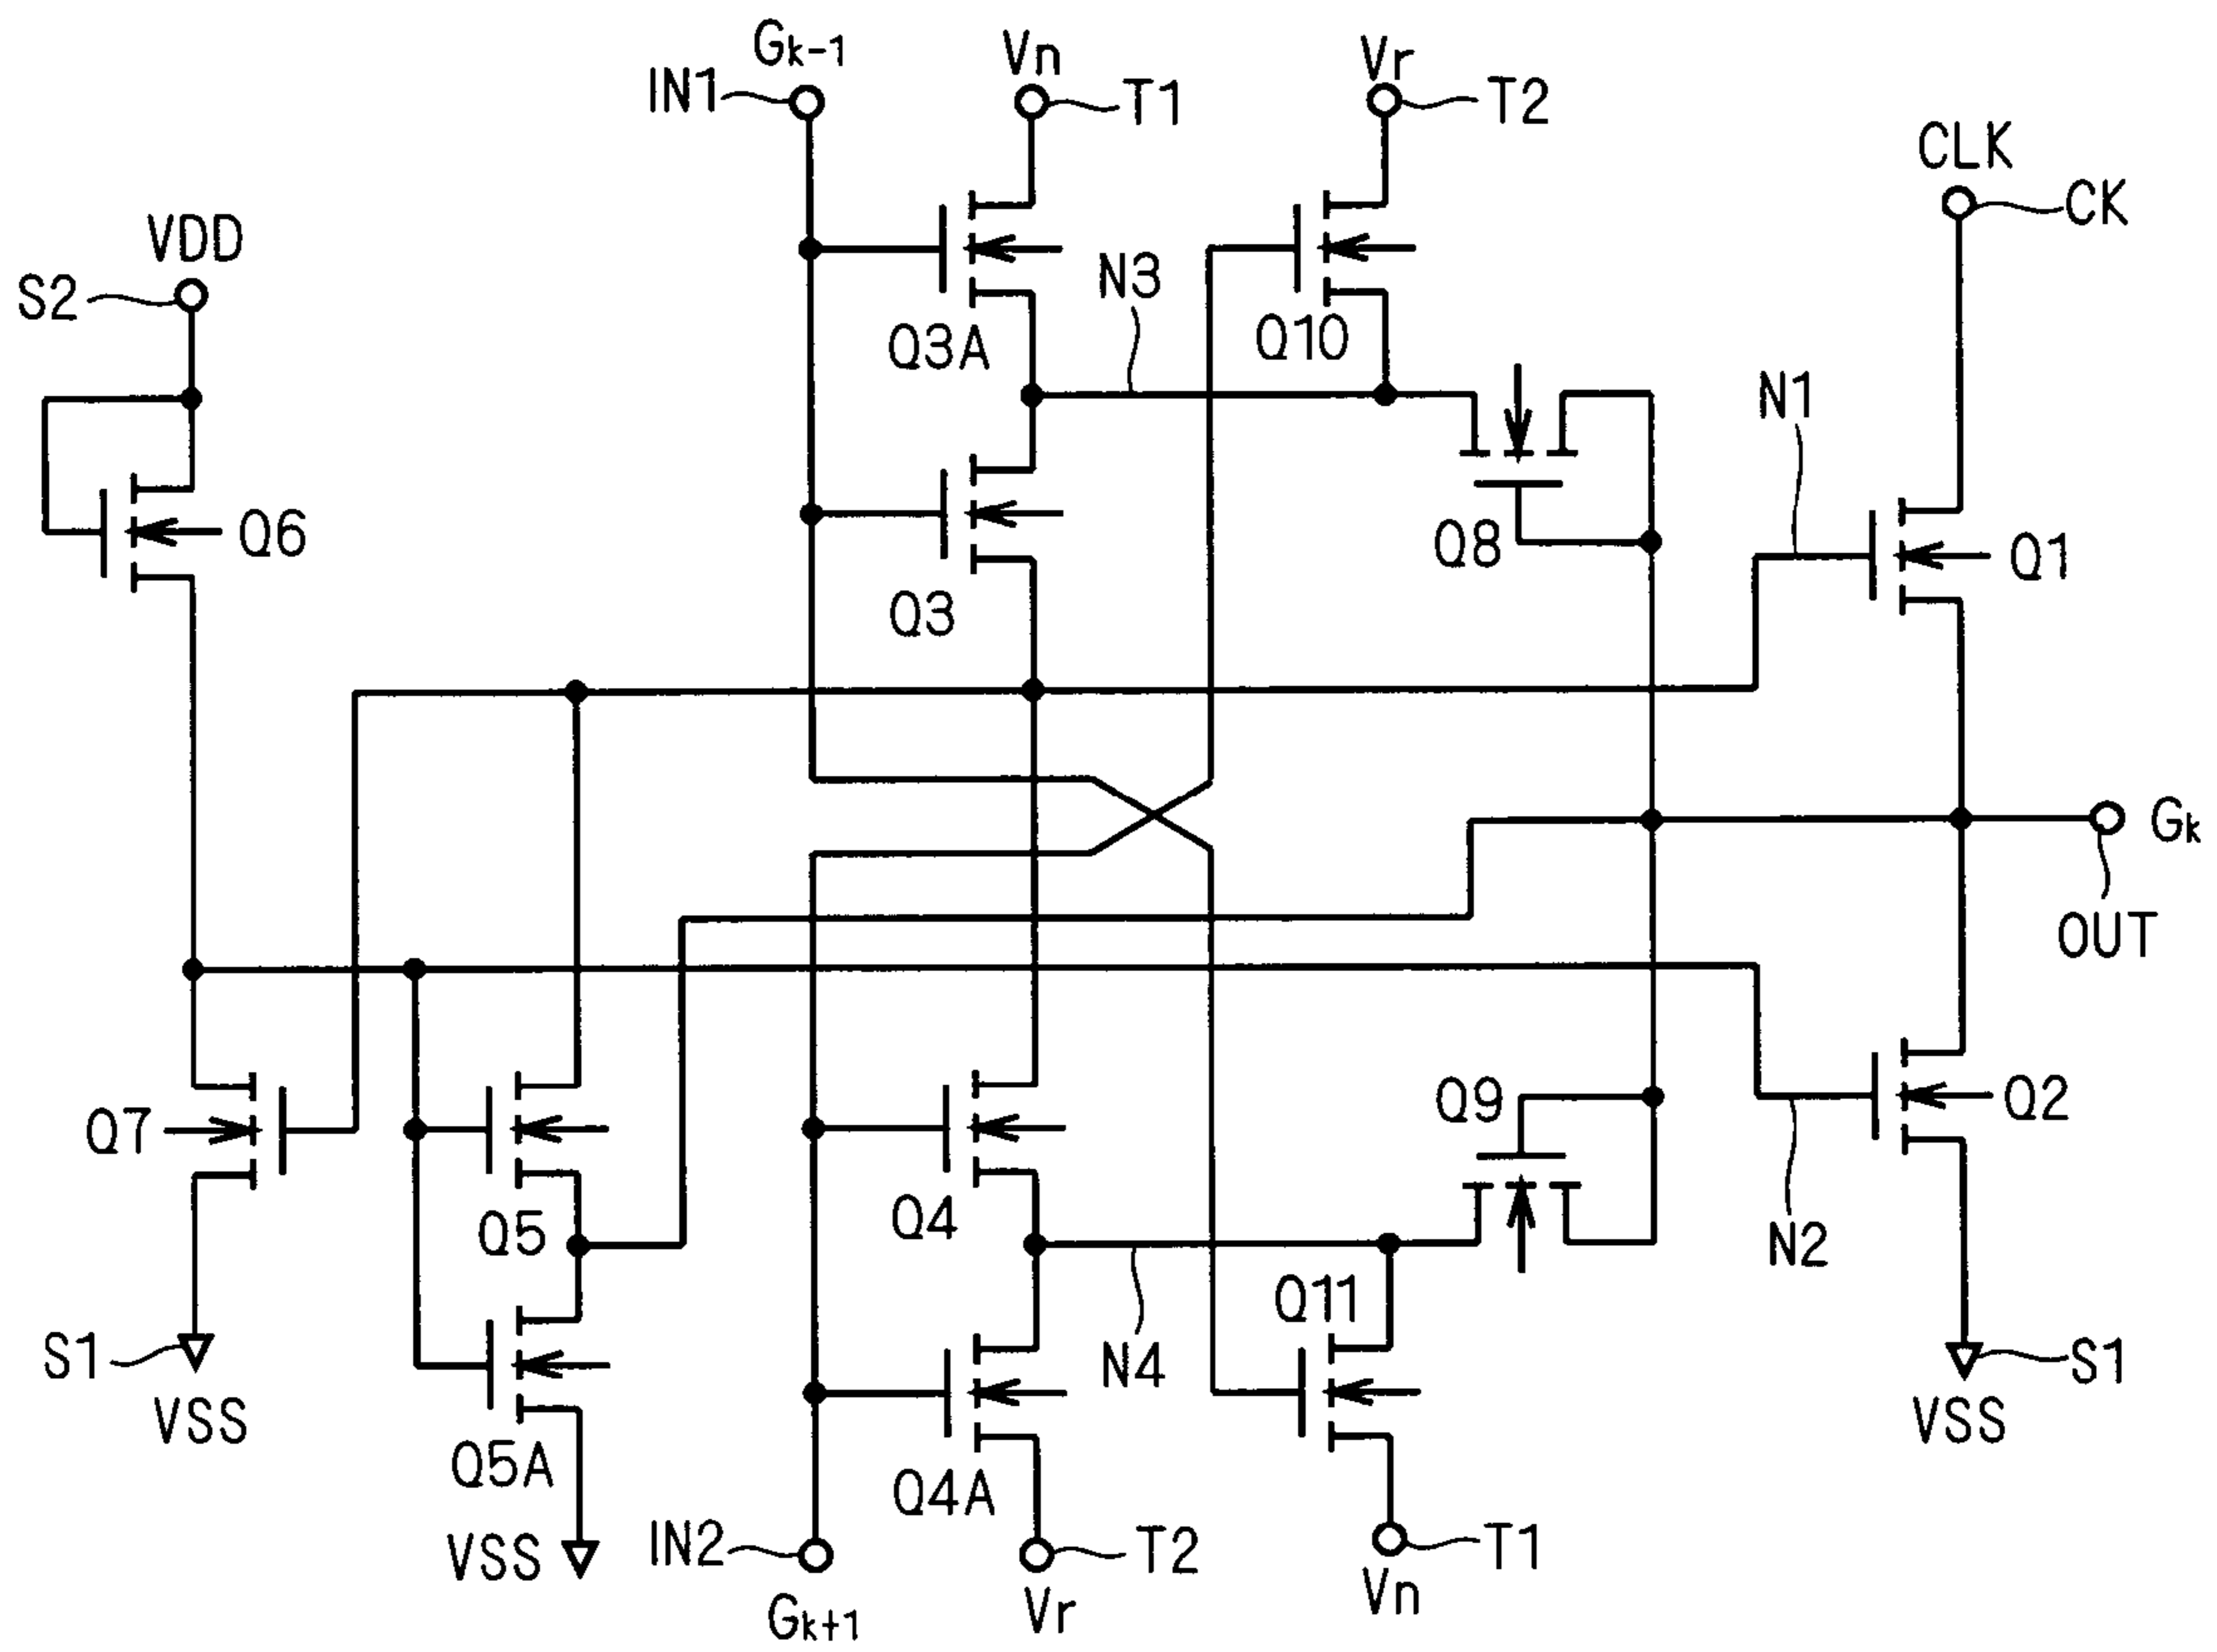 Gk-1
Vn
Vr
IN1
T1
T2
CLK
CK
VDD
S2
N3
Q3A
Q10
N1
Q6
Q8
Q1
Q3
Gk
OUT
Q7
Q9
Q2
Q5
Q4
N2
Q11
S1
N4
S1
VSS
VSS
Q5A
Q4A
VSS
IN2
T2
T1
Gk+1
Vr
Vn